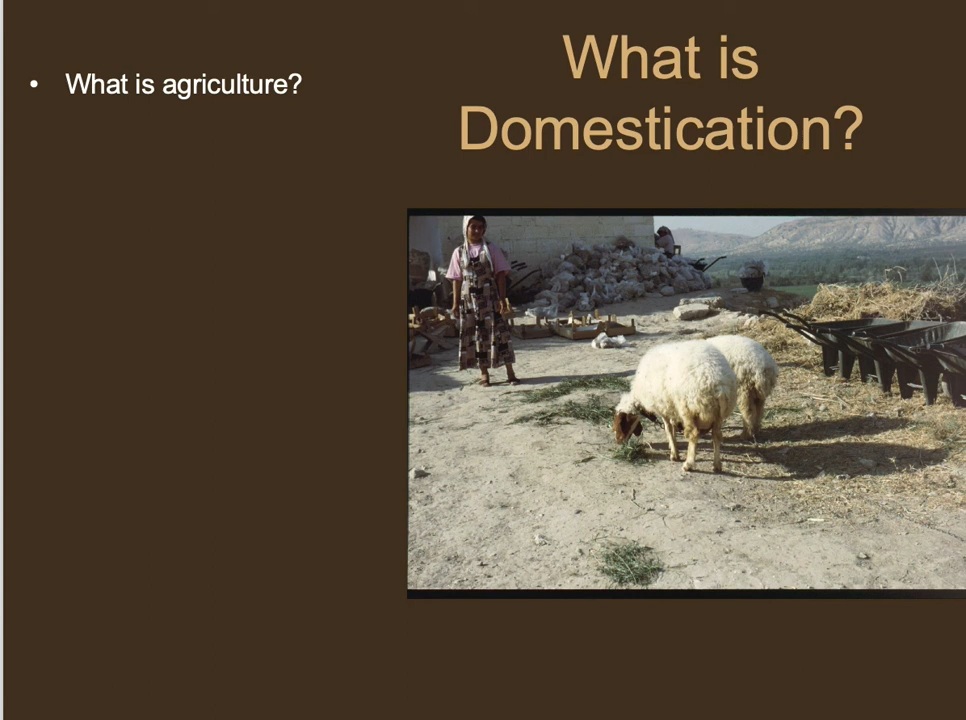 What is
Domestication?
• What is agriculture?